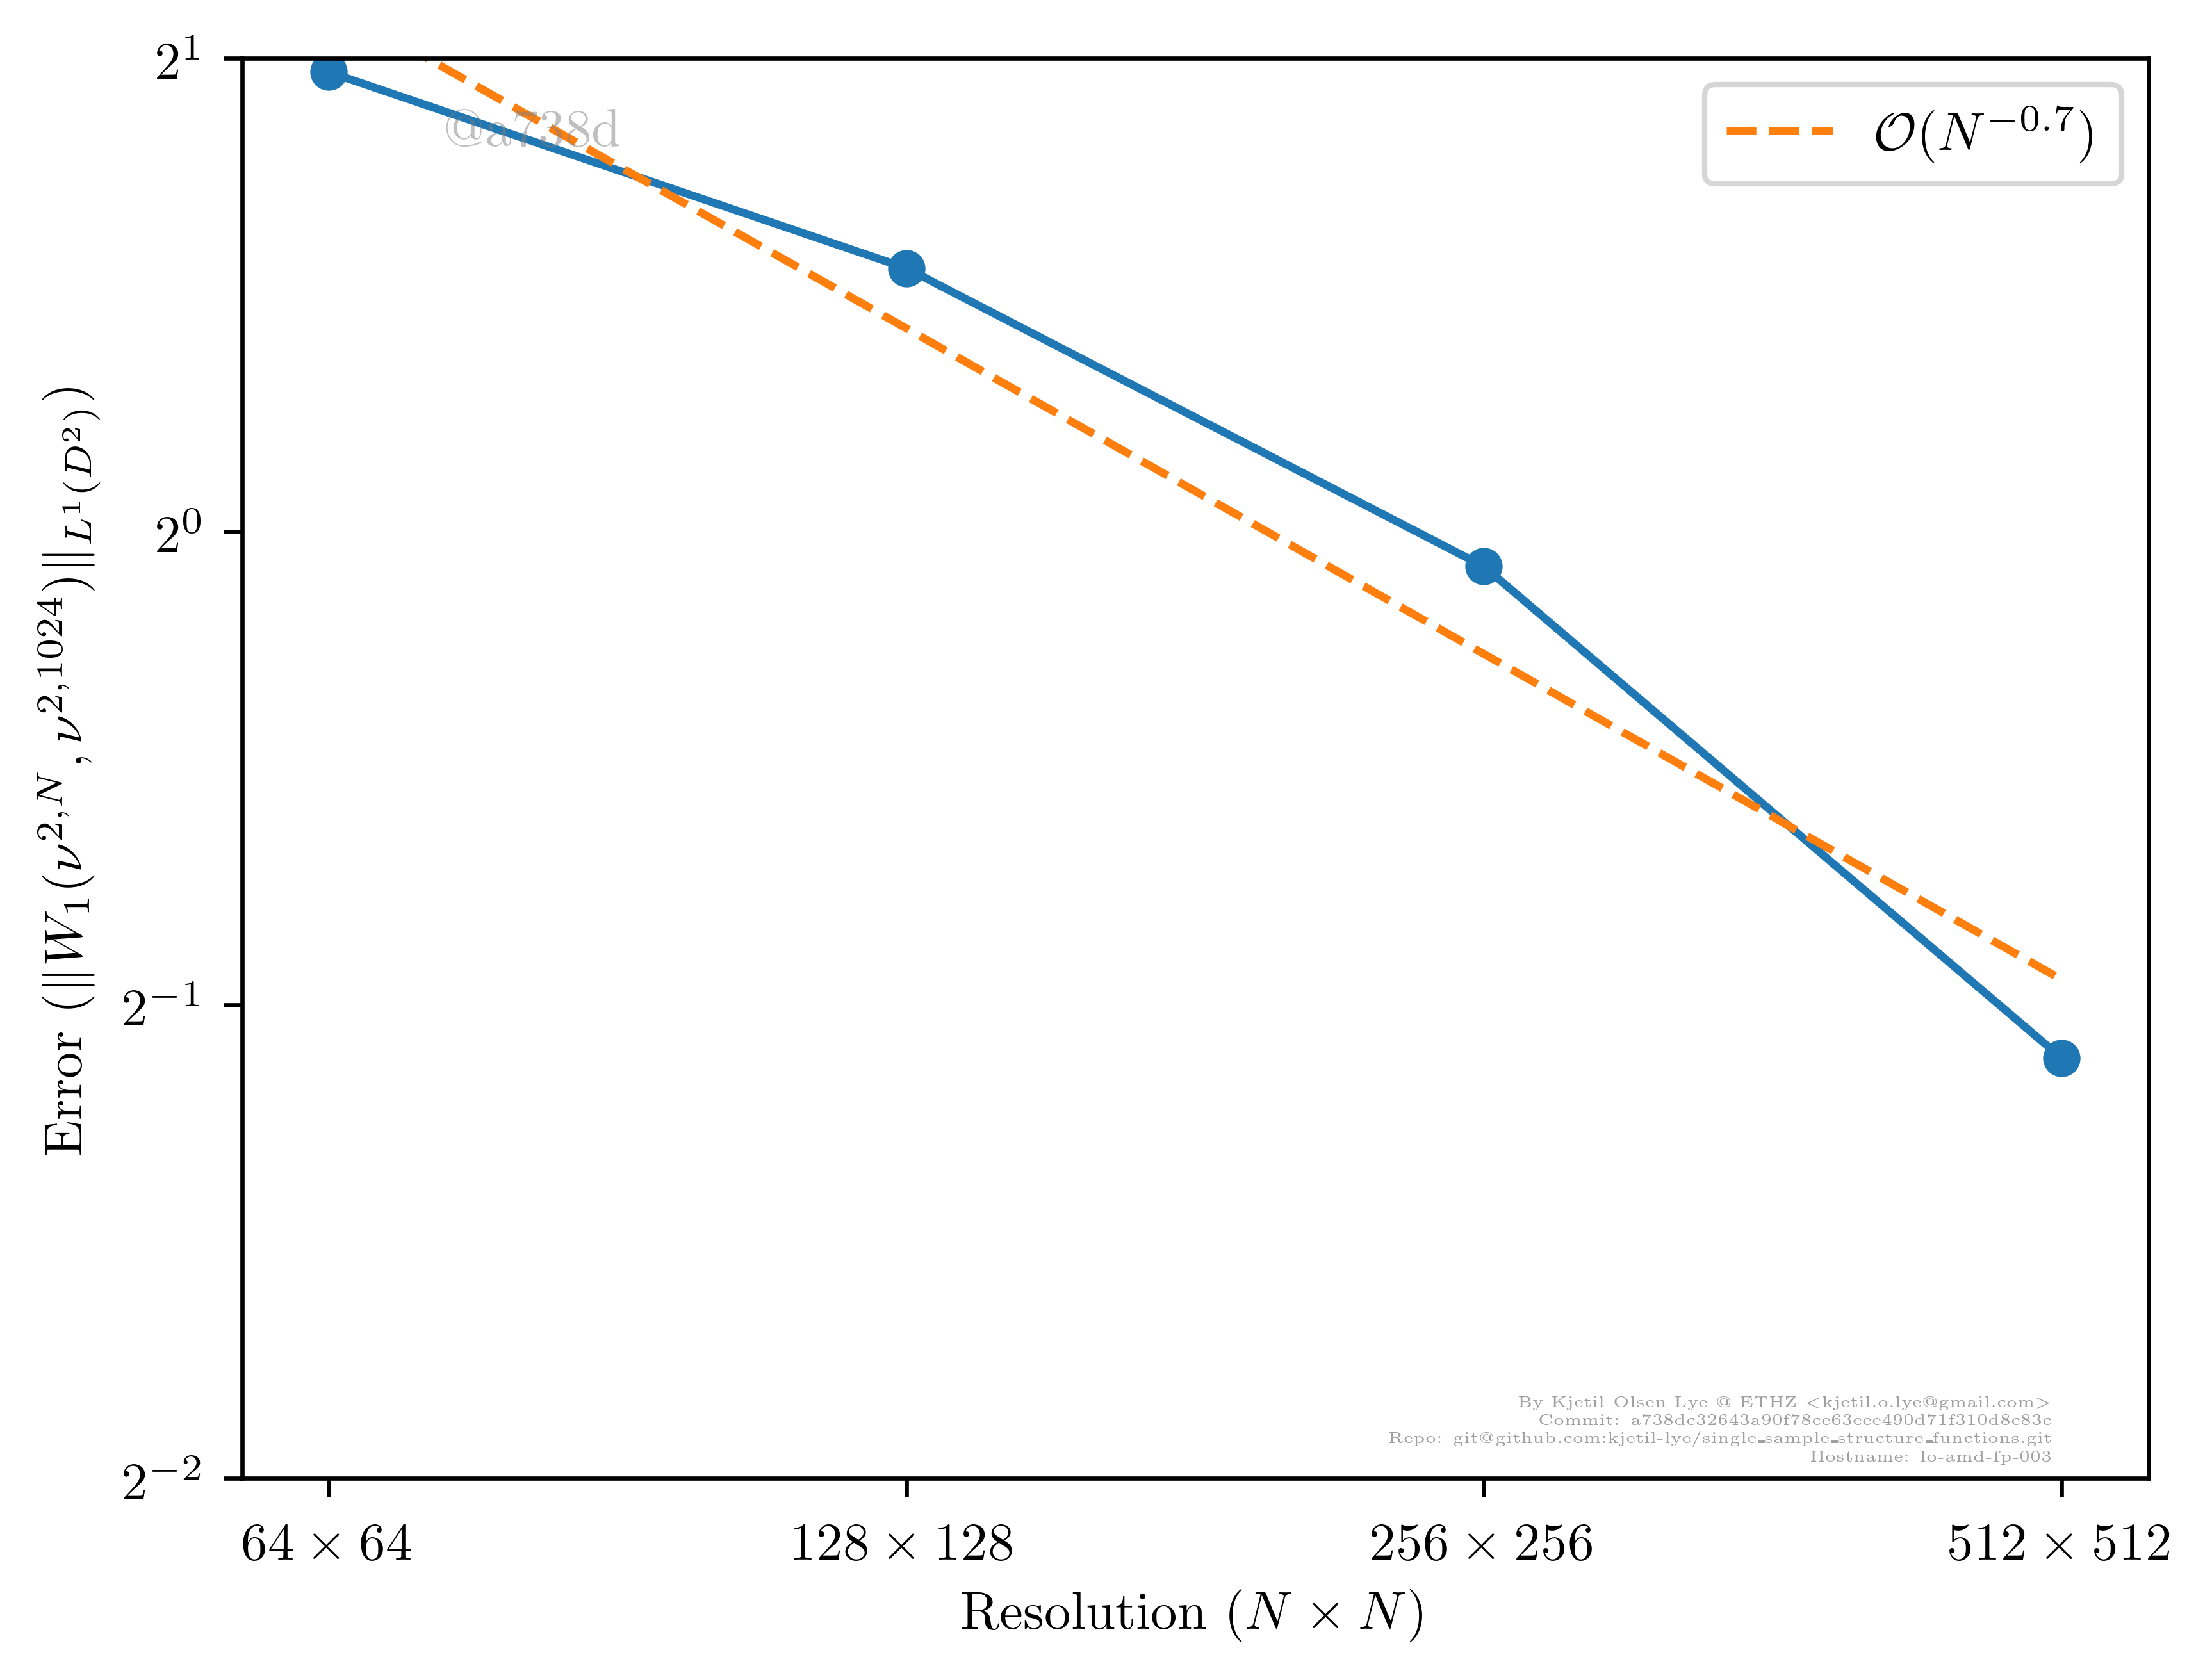 2^1
2^0
2^{-1}
2^{-2}
Error (||W_1(ν^{2,N}, ν^{2,1024})||_{L^1(D^2)})
@a738d
𝒪(N^{-0.7})
By Kjetil Olsen Lye @ ETHZ <kjetil.o.lye@gmail.com>
Commit: a738dc32643a90f78ce63eee490d71f310d8c83c
Repo: git@github.com:kjetil-lye/single_sample_structure_functions.git
Hostname: lo-amd-fp-003
64 × 64 128 × 128 256 × 256 512 × 512
Resolution (N × N)